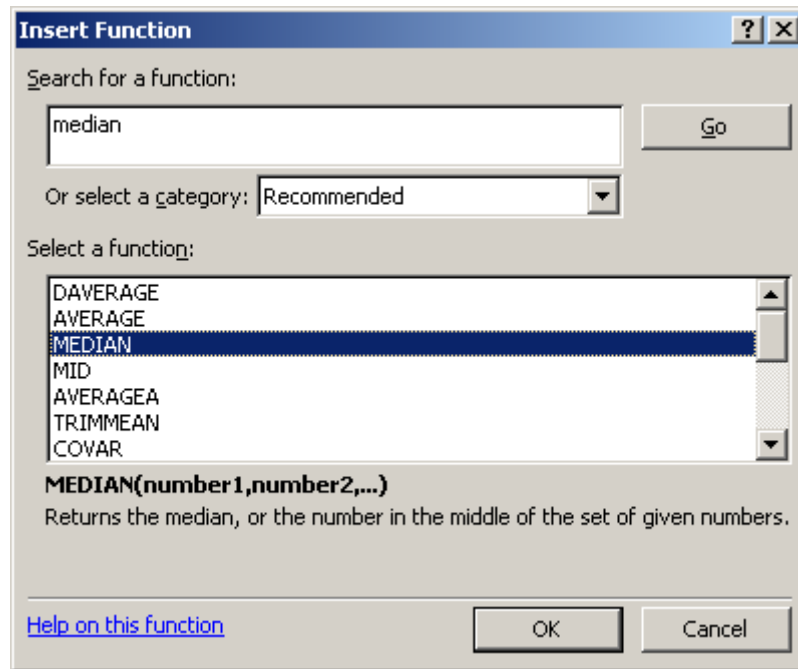 Insert Function
Search for a function:
median
Go
Or select a category: Recommended
Select a function:
DAVERAGE
AVERAGE
MEDIAN
MID
AVERAGEA
TRIMMEAN
COVAR
MEDIAN(number1,number2,...)
Returns the median, or the number in the middle of the set of given numbers.
Help on this function
OK
Cancel